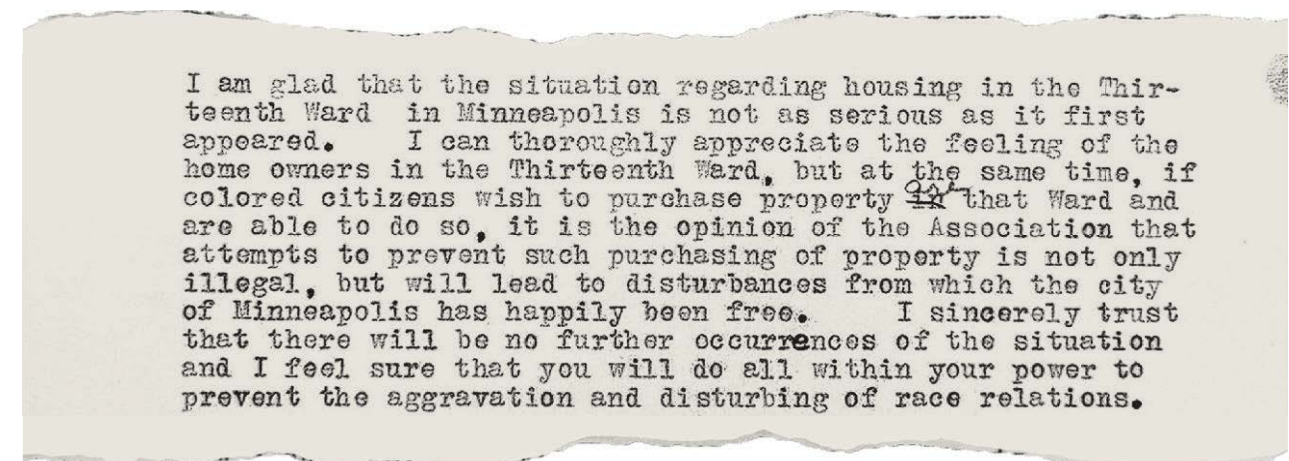 I am glad that the situation regarding housing in the Thir-
teenth Ward in Minneapolis is not as serious as it first
appeared. I can thoroughly appreciate the feeling of the
home owners in the Thirteenth Ward, but at the same time, if
colored citizens wish to purchase property in that Ward and
are able to do so, it is the opinion of the Association that
attempts to prevent such purchasing of property is not only
illegal, but will lead to disturbances from which the city
of Minneapolis has happily been free. I sincerely trust
that there will be no further occurrences of the situation
and I feel sure that you will do all within your power to
prevent the aggravation and disturbing of race relations.